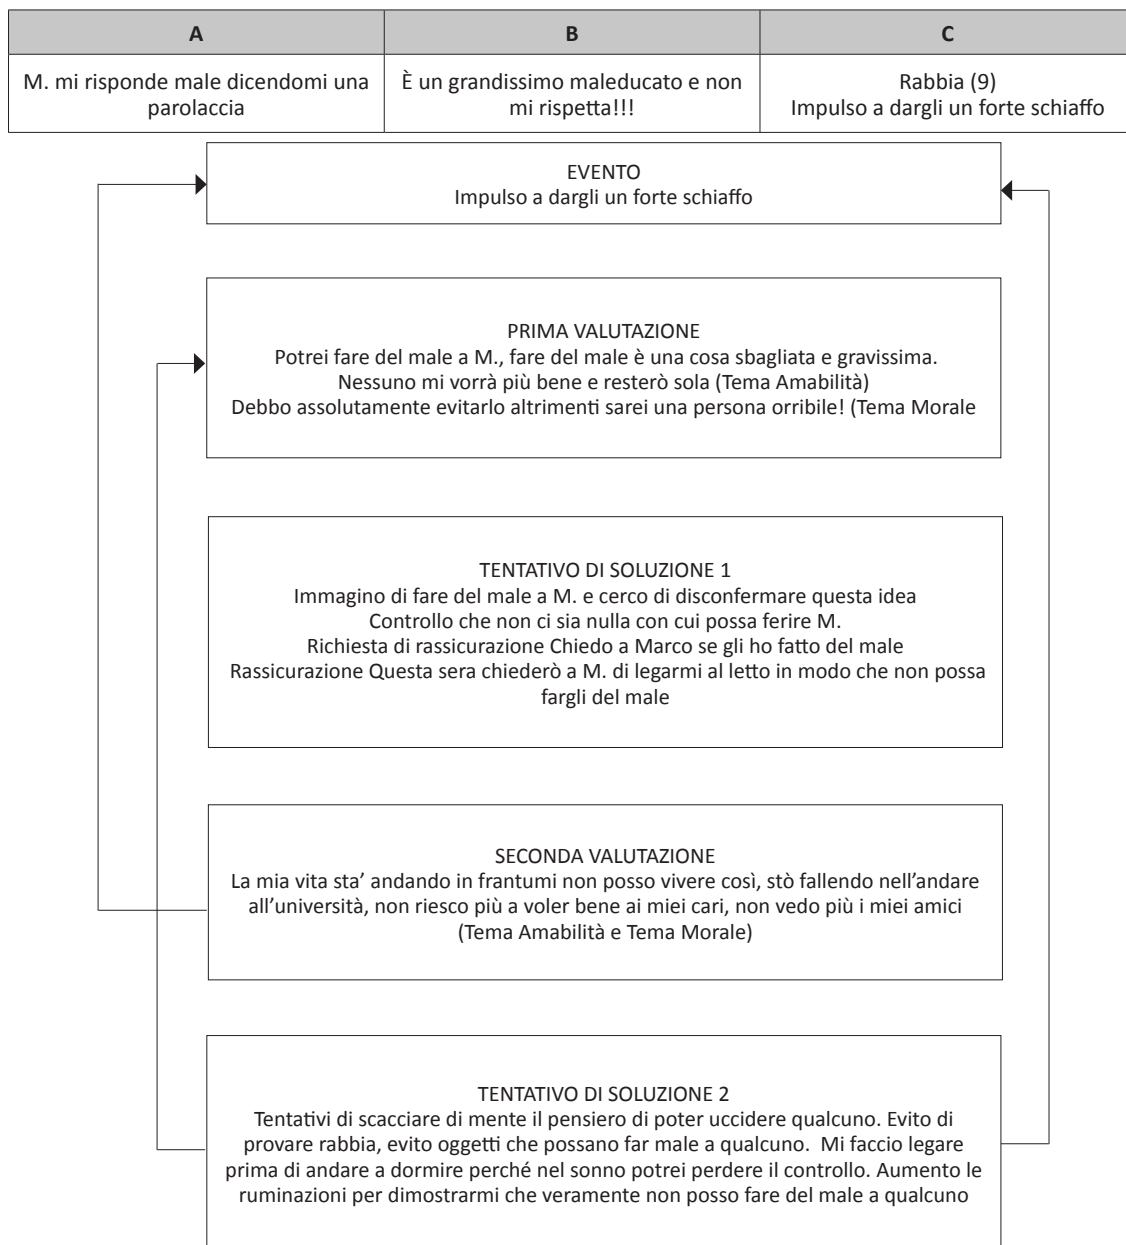 A
B
C
M. mi risponde male dicendomi una
parolaccia
È un grandissimo maleducato e non
mi rispetta!!!
Rabbia (9)
Impulso a dargli un forte schiaffo
EVENTO
Impulso a dargli un forte schiaffo
PRIMA VALUTAZIONE
Potrei fare del male a M., fare del male è una cosa sbagliata e gravissima.
Nessuno mi vorrà più bene e resterò sola (Tema Amabilità)
Debbo assolutamente evitarlo altrimenti sarei una persona orribile! (Tema Morale
TENTATIVO DI SOLUZIONE 1
Immagino di fare del male a M. e cerco di disconfermare questa idea
Controllo che non ci sia nulla con cui possa ferire M.
Richiesta di rassicurazione Chiedo a Marco se gli ho fatto del male
Rassicurazione Questa sera chiederò a M. di legarmi al letto in modo che non possa
fargli del male
SECONDA VALUTAZIONE
La mia vita sta’ andando in frantumi non posso vivere così, stò fallendo nell’andare
all’università, non riesco più a voler bene ai miei cari, non vedo più i miei amici
(Tema Amabilità e Tema Morale)
TENTATIVO DI SOLUZIONE 2
Tentativi di scacciare di mente il pensiero di poter uccidere qualcuno. Evito di
provare rabbia, evito oggetti che possano far male a qualcuno.  Mi faccio legare
prima di andare a dormire perché nel sonno potrei perdere il controllo. Aumento le
ruminazioni per dimostrarmi che veramente non posso fare del male a qualcuno